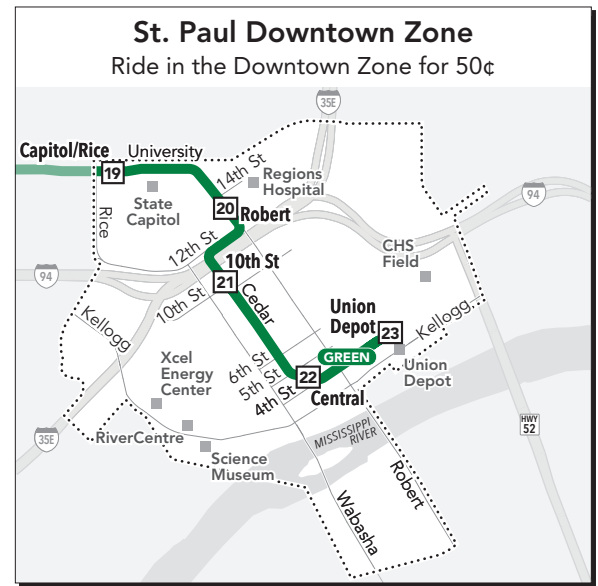 St. Paul Downtown Zone
Ride in the Downtown Zone for 50¢
35E
Capitol/Rice
University
19
14th St
Regions
Hospital
State
Capitol
20
Robert
94
Rice
12th St
10th St
CHS
Field
94
21
10th St
Cedar
Kellogg
Union
Depot
23
Kellogg
GREEN
Xcel
Energy
Center
6th St
5th St
4th St
22
Central
Union
Depot
HWY
52
35E
RiverCentre
MISSISSIPPI
RIVER
Science
Museum
Robert
Wabasha